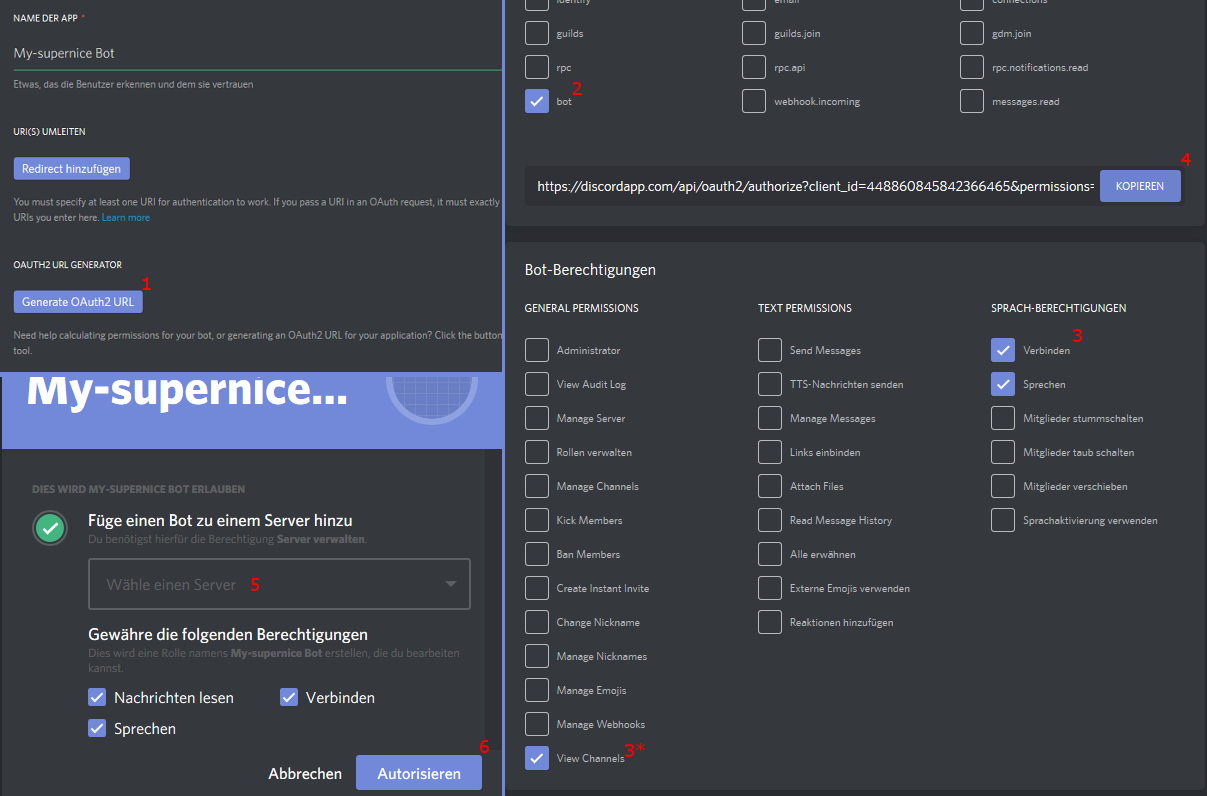 NAME DER APP *
My-supernice Bot
Etwas, das die Benutzer erkennen und dem sie vertrauen
URI(S) UMLEITEN
Redirect hinzufügen
You must specify at least one URI for authentication to work. If you pass a URI in an OAuth request, it must exactly
URIs you enter here. Learn more
OAUTH2 URL GENERATOR
1
Generate OAuth2 URL
Need help calculating permissions for your bot, or generating an OAuth2 URL for your application? Click the button
tool.
My-supernice...
DIES WIRD MY-SUPERNICE BOT ERLAUBEN
Füge einen Bot zu einem Server hinzu
Du benötigst hierfür die Berechtigung Server verwalten.
Wähle einen Server 5
Gewähre die folgenden Berechtigungen
Dies wird eine Rolle namens My-supernice Bot erstellen, die du bearbeiten
kannst.
Nachrichten lesen Verbinden
Sprechen
6
Abbrechen Autorisieren
identify email connections
guilds guilds.join gdm.join
rpc rpc.api rpc.notifications.read
2
bot webhook.incoming messages.read
4
https://discordapp.com/api/oauth2/authorize?client_id=448860845842366465&permissions= KOPIEREN
Bot-Berechtigungen
GENERAL PERMISSIONS
Administrator
View Audit Log
Manage Server
Rollen verwalten
Manage Channels
Kick Members
Ban Members
Create Instant Invite
Change Nickname
Manage Nicknames
Manage Emojis
Manage Webhooks
View Channels 3*
TEXT PERMISSIONS
Send Messages
TTS-Nachrichten senden
Manage Messages
Links einbinden
Attach Files
Read Message History
Alle erwähnen
Externe Emojis verwenden
Reaktionen hinzufügen
SPRACH-BERECHTIGUNGEN
3
Verbinden
Sprechen
Mitglieder stummschalten
Mitglieder taub schalten
Mitglieder verschieben
Sprachaktivierung verwenden